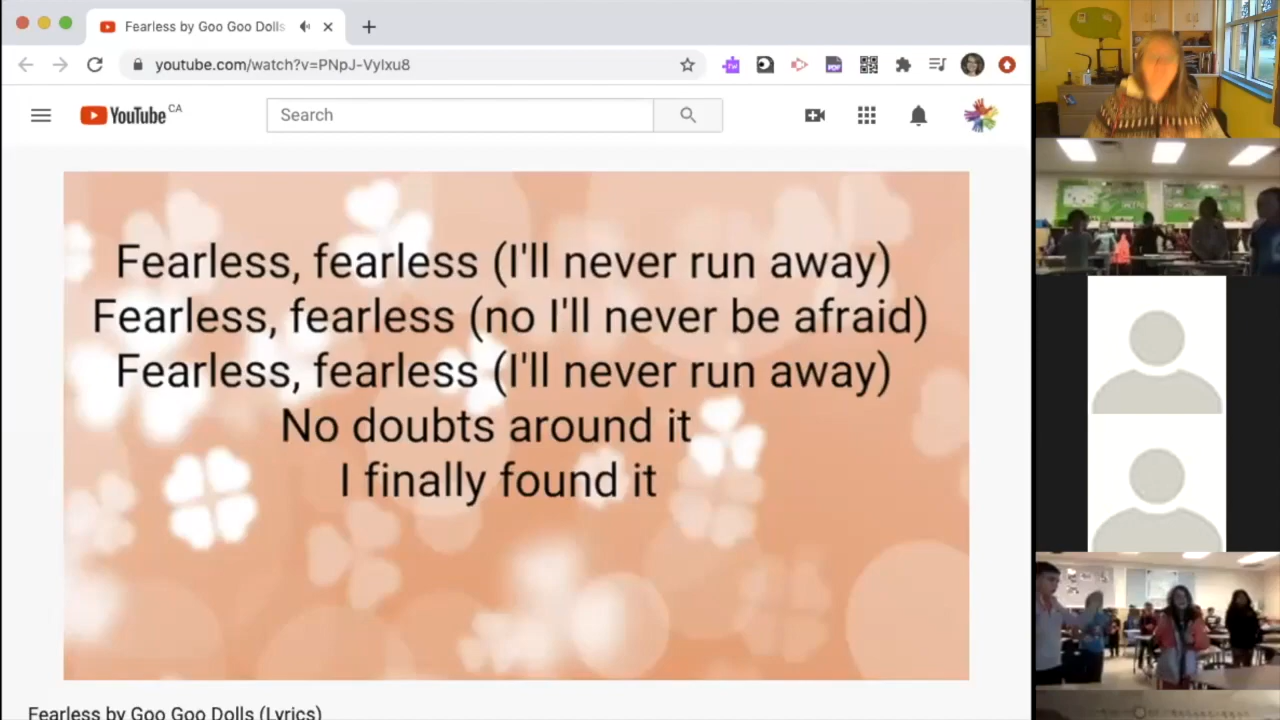 Fearless by Goo Goo Dolls
youtube.com/watch?v=PNpJ-VyIxu8
YouTube CA
Search
Fearless, fearless (I'll never run away)
Fearless, fearless (no I'll never be afraid)
Fearless, fearless (I'll never run away)
No doubts around it
I finally found it
Fearless by Goo Goo Dolls (Lyrics)